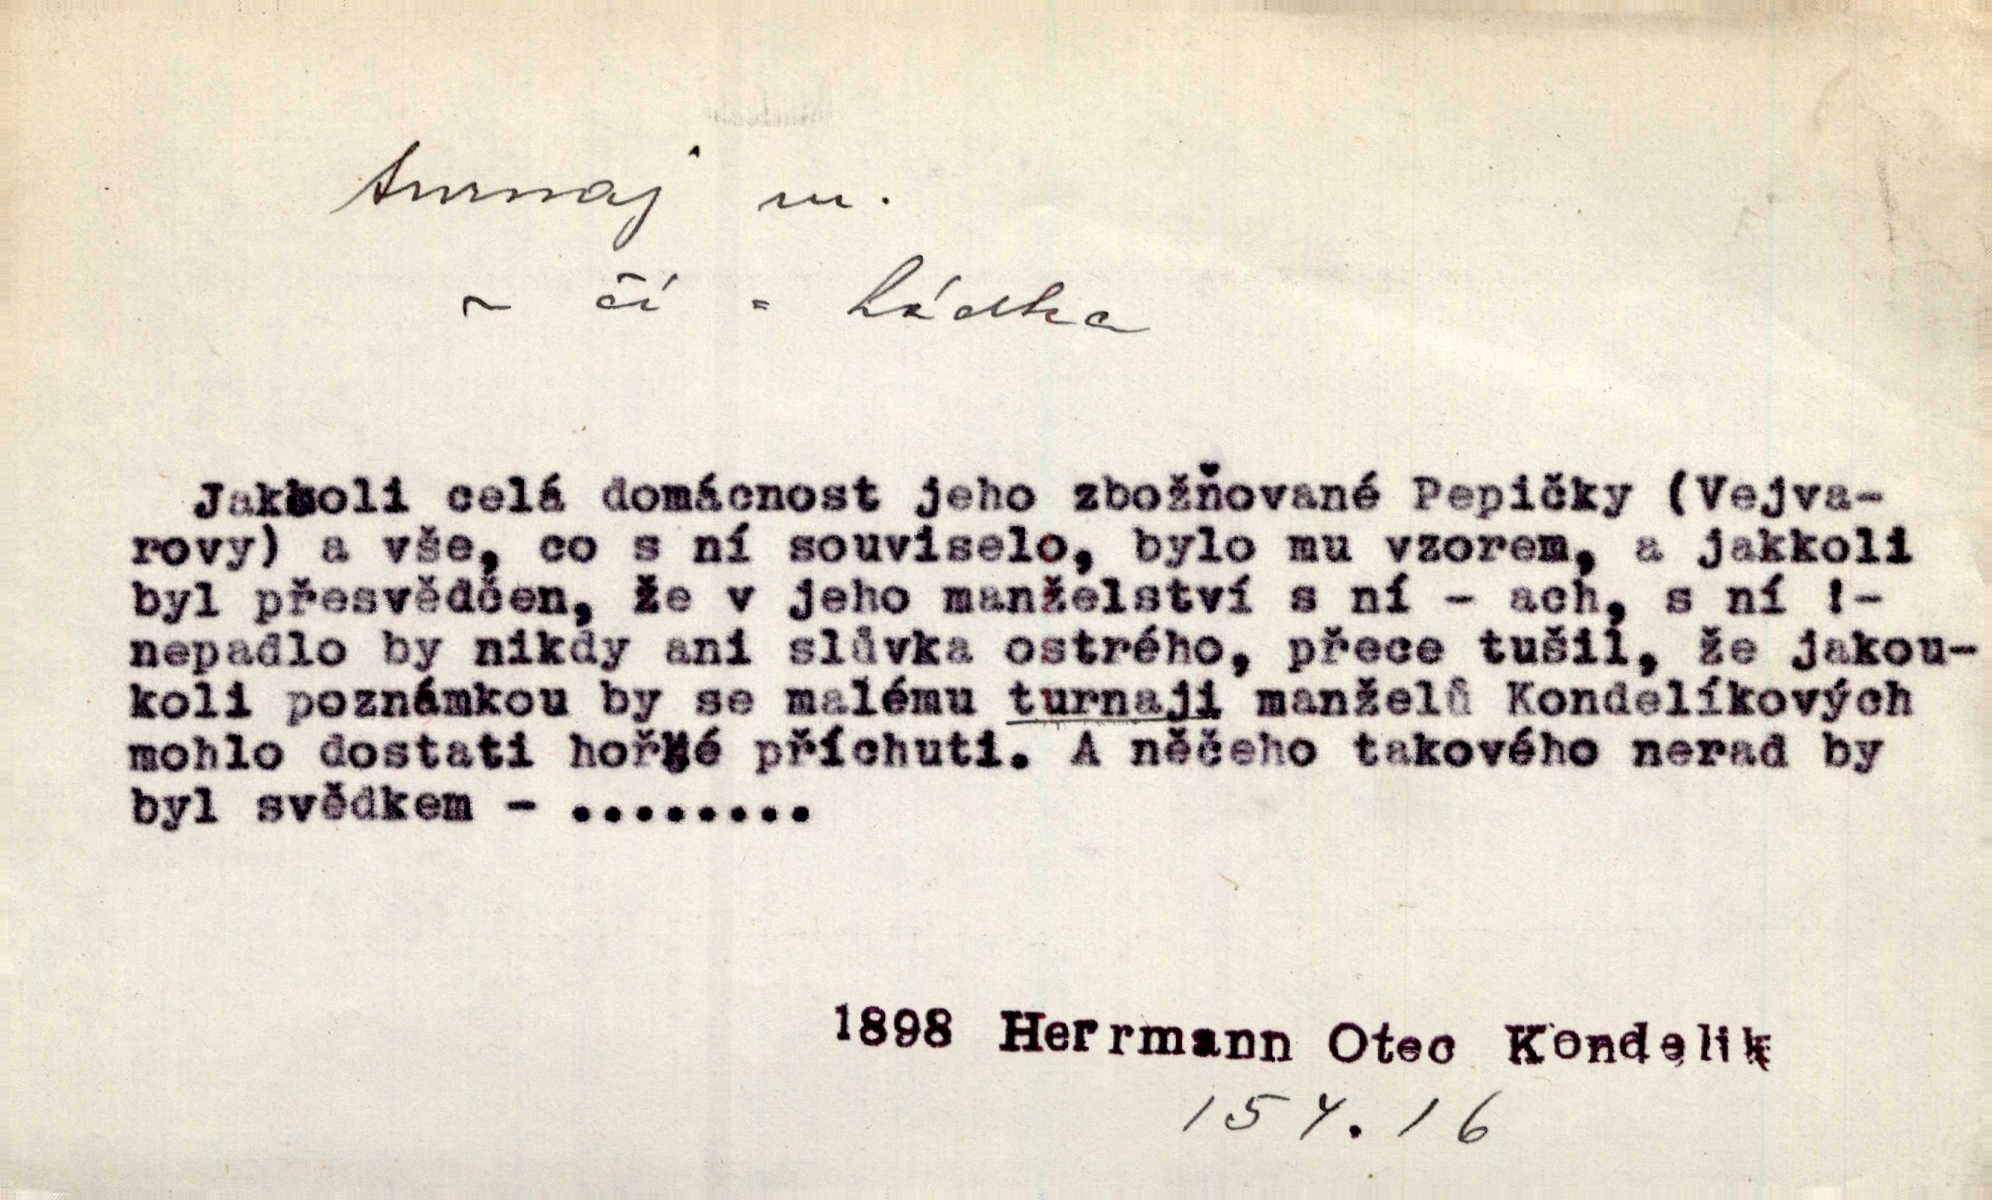 turnaj m.
~ čí = hádka
Jakkoli celá domácnost jeho zbožňované Pepičky (Vejva-
rovy) a vše, co s ní souviselo, bylo mu vzorem, a jakkoli
byl přesvědčen, že v jeho manželství s ní - ach, s ní !-
nepadlo by nikdy ani slůvka ostrého, přece tušil, že jakou-
koli poznámkou by se malému turnaji manželů Kondelíkových
mohlo dostati hořké příchuti. A něčeho takového nerad by
byl svědkem - ........
1898 Herrmann Otec Kondelik
154.16